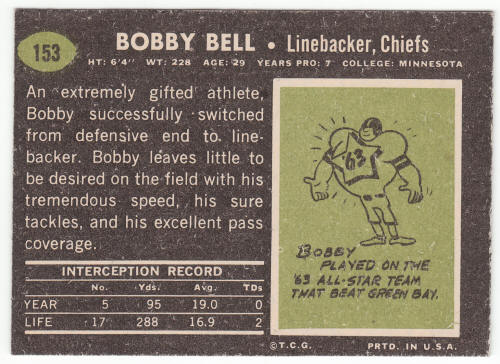 153
BOBBY BELL • Linebacker, Chiefs
HT: 6'4" WT: 228 AGE: 29 YEARS PRO: 7 COLLEGE: MINNESOTA
An extremely gifted athlete,
Bobby successfully switched
from defensive end to line-
backer. Bobby leaves little to
be desired on the field with his
tremendous speed, his sure
tackles, and his excellent pass
coverage.
INTERCEPTION RECORD
No. Yds. Avg. TDs
YEAR 5 95 19.0 0
LIFE 17 288 16.9 2
'63
BOBBY
PLAYED ON THE
'63 ALL-STAR TEAM
THAT BEAT GREEN BAY.
©T.C.G. PRTD. IN U.S.A.